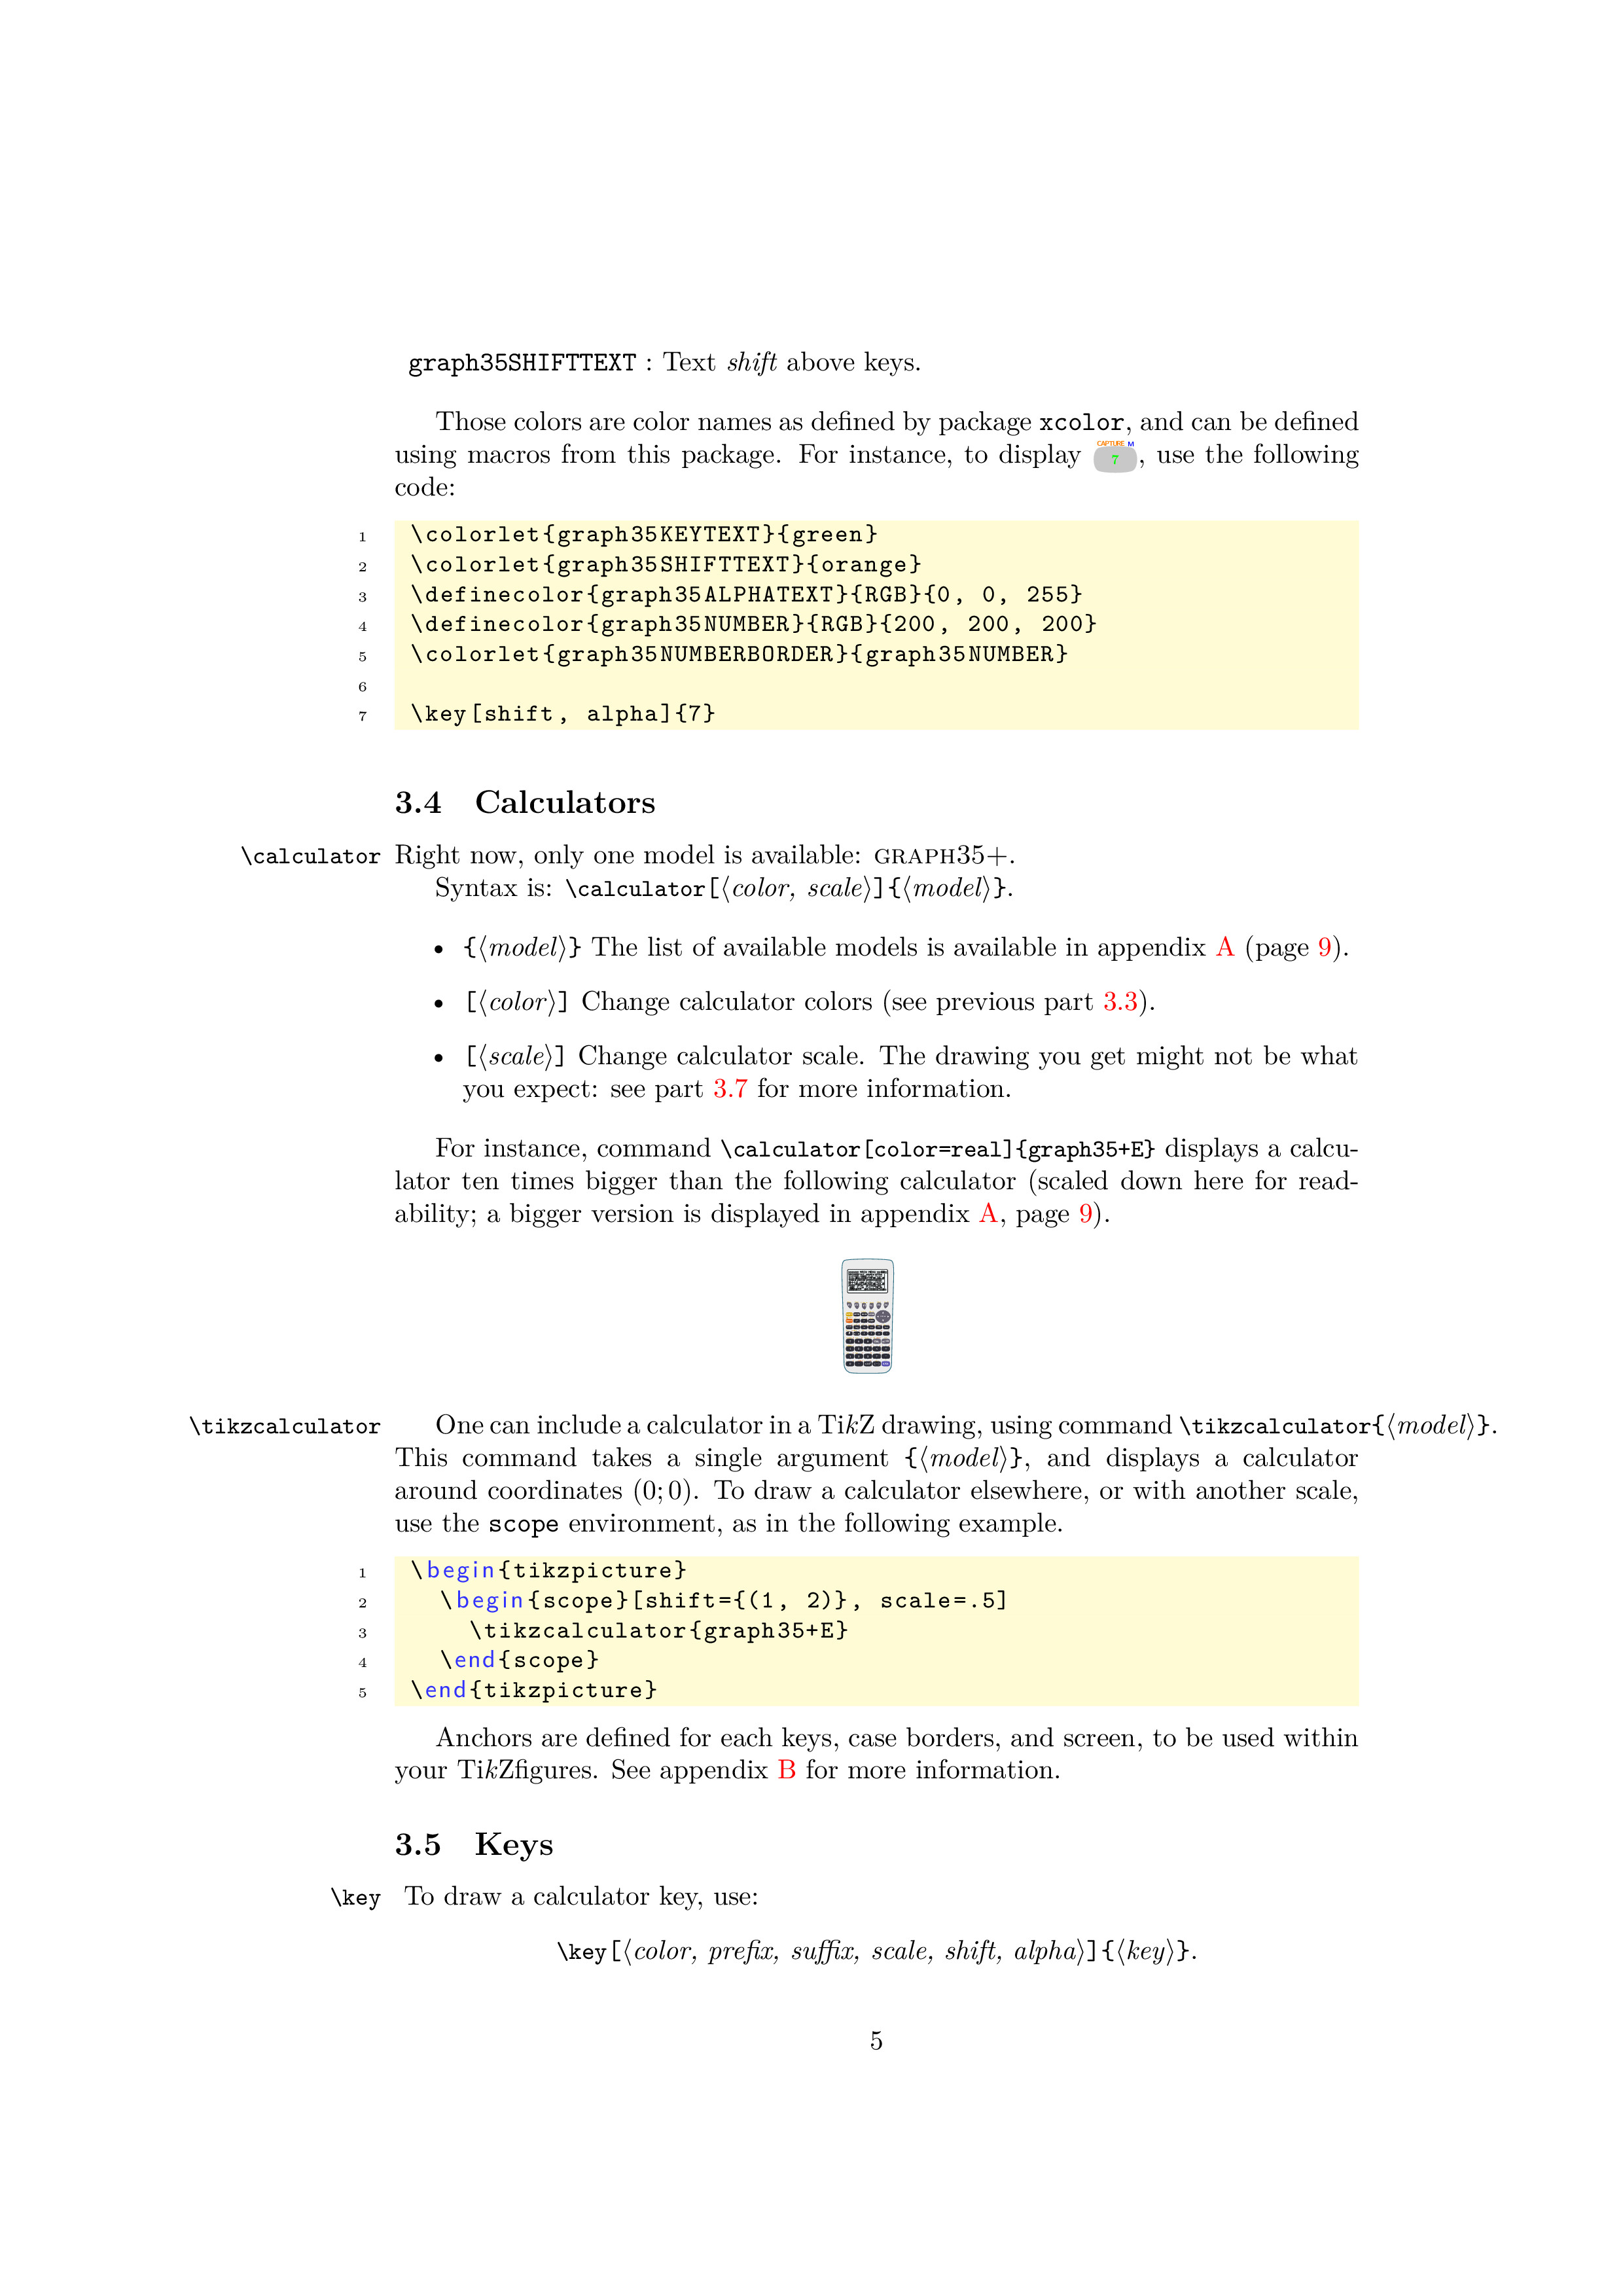 graph35SHIFTTEXT : Text shift above keys.
Those colors are color names as defined by package xcolor, and can be defined
CAPTURE M
using macros from this package. For instance, to display 7, use the following
code:
1 \colorlet{graph35KEYTEXT}{green}
2 \colorlet{graph35SHIFTTEXT}{orange}
3 \definecolor{graph35ALPHATEXT}{RGB}{0, 0, 255}
4 \definecolor{graph35NUMBER}{RGB}{200, 200, 200}
5 \colorlet{graph35NUMBERBORDER}{graph35NUMBER}
6
7 \key[shift, alpha]{7}
3.4 Calculators
\calculator Right now, only one model is available: GRAPH35+.
Syntax is: \calculator[⟨color, scale⟩]{⟨model⟩}.
• {⟨model⟩} The list of available models is available in appendix A (page 9).
• [⟨color⟩] Change calculator colors (see previous part 3.3).
• [⟨scale⟩] Change calculator scale. The drawing you get might not be what
you expect: see part 3.7 for more information.
For instance, command \calculator[color=real]{graph35+E} displays a calcu-
lator ten times bigger than the following calculator (scaled down here for read-
ability; a bigger version is displayed in appendix A, page 9).
\tikzcalculator One can include a calculator in a TikZ drawing, using command \tikzcalculator{⟨model⟩}.
This command takes a single argument {⟨model⟩}, and displays a calculator
around coordinates (0; 0). To draw a calculator elsewhere, or with another scale,
use the scope environment, as in the following example.
1 \begin{tikzpicture}
2 \begin{scope}[shift={(1, 2)}, scale=.5]
3 \tikzcalculator{graph35+E}
4 \end{scope}
5 \end{tikzpicture}
Anchors are defined for each keys, case borders, and screen, to be used within
your TikZfigures. See appendix B for more information.
3.5 Keys
\key To draw a calculator key, use:
\key[⟨color, prefix, suffix, scale, shift, alpha⟩]{⟨key⟩}.
5